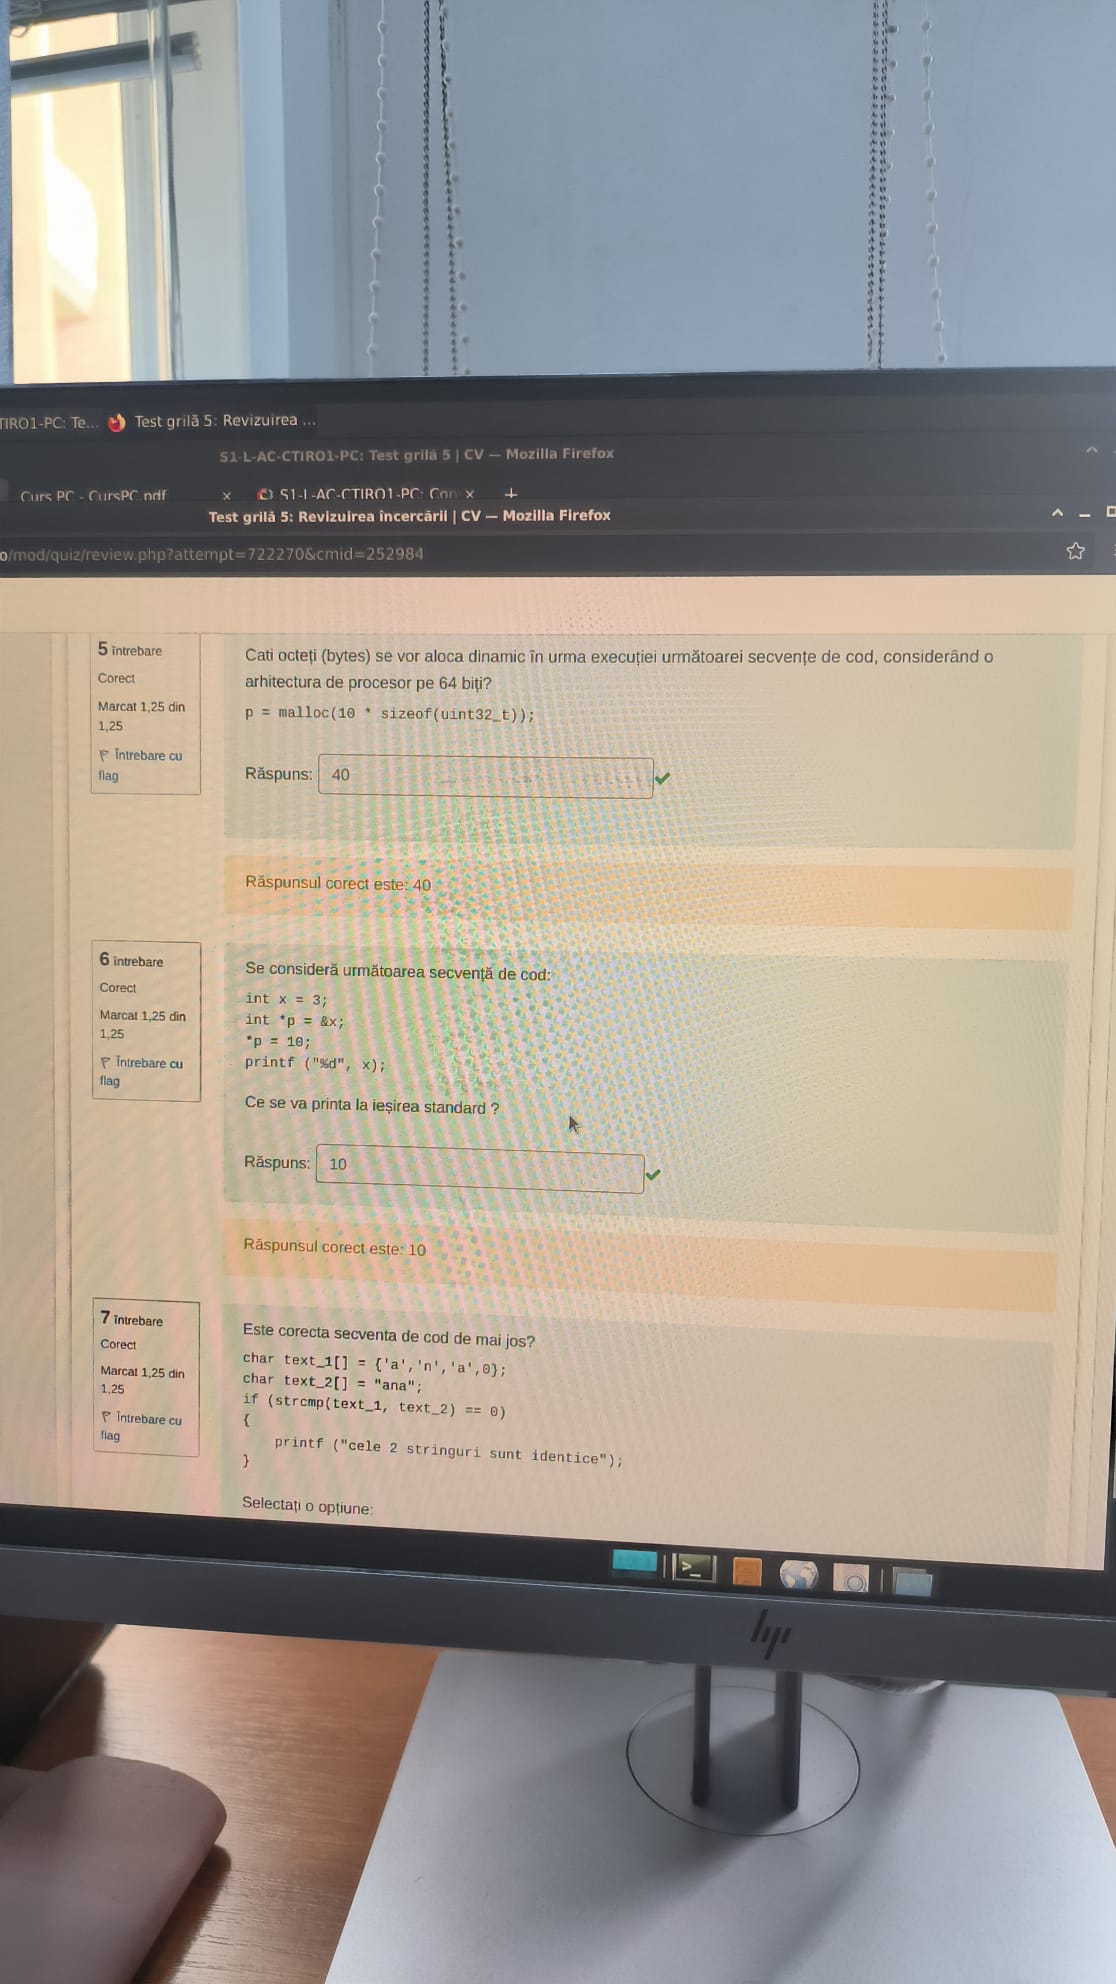 TIRO1-PC: Te...
Test grilă 5: Revizuirea ...
S1-L-AC-CTIRO1-PC: Test grilă 5 | CV — Mozilla Firefox
Curs PC - CursPC.pdf
S1-L-AC-CTIRO1-PC: Con
Test grilă 5: Revizuirea încercării | CV — Mozilla Firefox
o/mod/quiz/review.php?attempt=722270&cmid=252984
5 întrebare
Corect
Marcat 1,25 din
1,25
Întrebare cu
flag
Cati octeți (bytes) se vor aloca dinamic în urma execuției următoarei secvențe de cod, considerând o
arhitectura de procesor pe 64 biți?
p = malloc(10 * sizeof(uint32_t));
Răspuns: 40
Răspunsul corect este: 40
6 întrebare
Corect
Marcat 1,25 din
1,25
Întrebare cu
flag
Se consideră următoarea secvență de cod:
int x = 3;
int *p = &x;
*p = 10;
printf ("%d", x);
Ce se va printa la ieșirea standard ?
Răspuns: 10
Răspunsul corect este: 10
7 întrebare
Corect
Marcat 1,25 din
1,25
Întrebare cu
flag
Este corecta secventa de cod de mai jos?
char text_1[] = {'a','n','a',0};
char text_2[] = "ana";
if (strcmp(text_1, text_2) == 0)
{
printf ("cele 2 stringuri sunt identice");
}
Selectați o opțiune:
hp